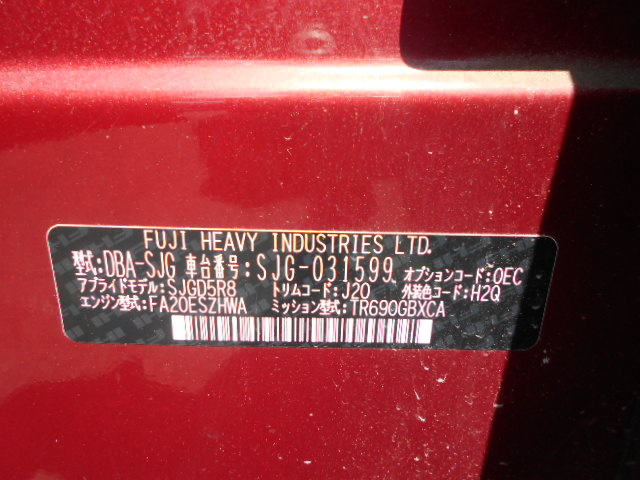 FUJI HEAVY INDUSTRIES LTD.
型式:DBA-SJG 車台番号:SJG-031599 オプションコード:OEC
アプライドモデル:SJGD5R8 トリムコード:J20 外装色コード:H2Q
エンジン型式:FA20ESZHWA ミッション型式:TR690GBXCA